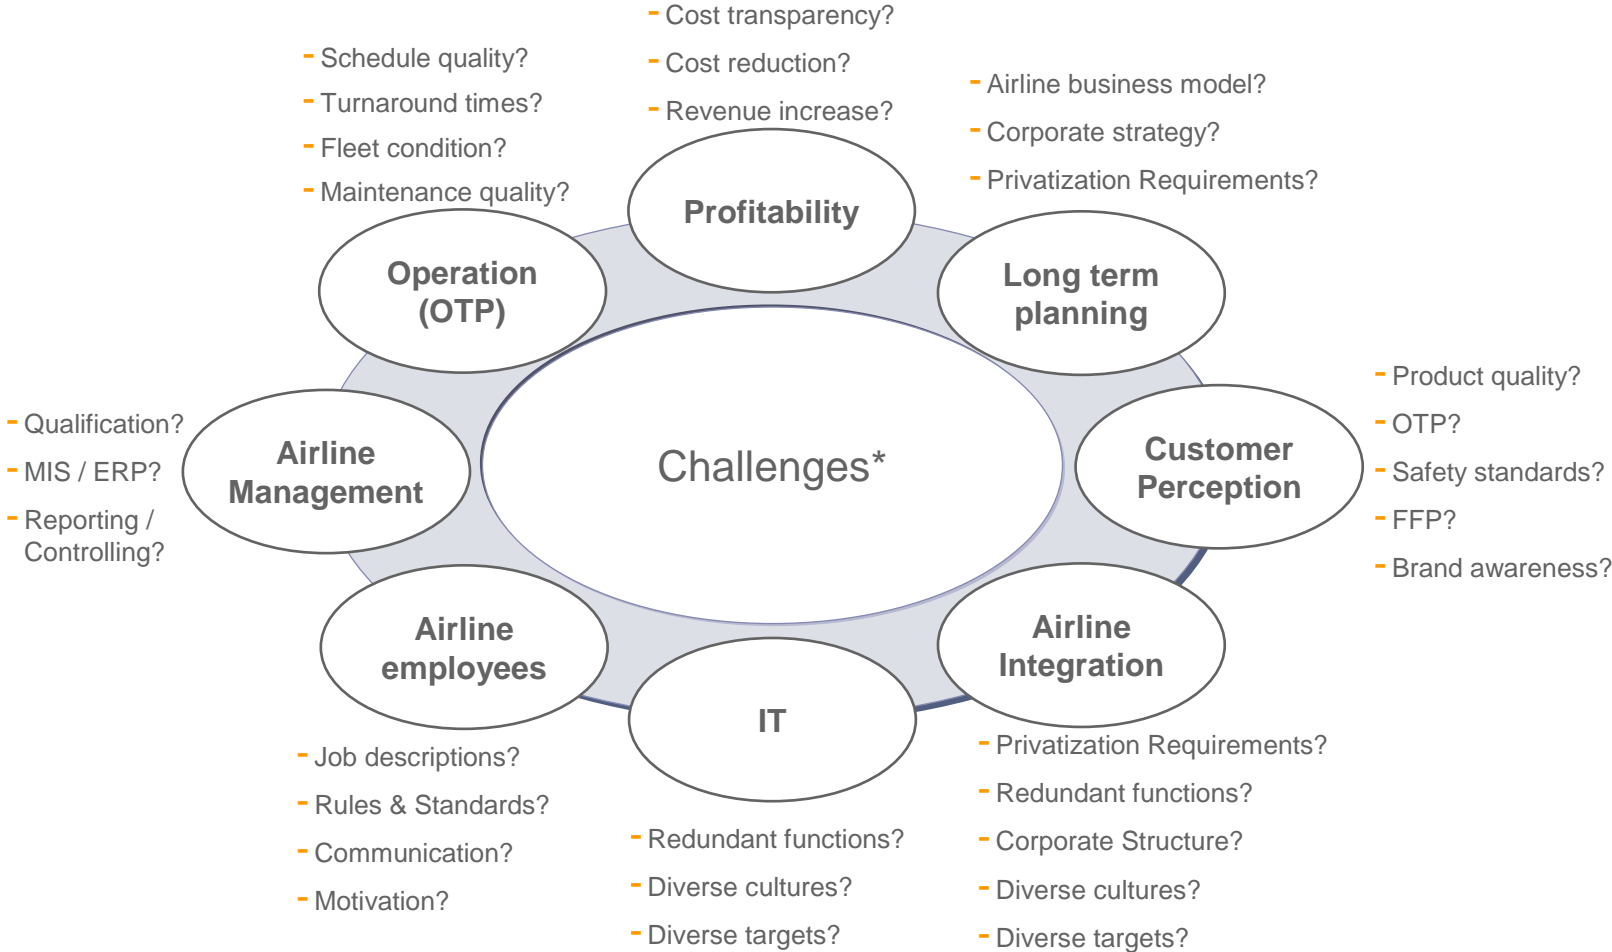 - Cost transparency?
- Cost reduction?
- Revenue increase?
- Schedule quality?
- Turnaround times?
- Fleet condition?
- Maintenance quality?
- Airline business model?
- Corporate strategy?
- Privatization Requirements?
Profitability
Operation
(OTP)
Long term
planning
- Qualification?
- MIS / ERP?
- Reporting /
Controlling?
Airline
Management
Challenges*
Customer
Perception
- Product quality?
- OTP?
- Safety standards?
- FFP?
- Brand awareness?
Airline
employees
IT
Airline
Integration
- Job descriptions?
- Rules & Standards?
- Communication?
- Motivation?
- Redundant functions?
- Diverse cultures?
- Diverse targets?
- Privatization Requirements?
- Redundant functions?
- Corporate Structure?
- Diverse cultures?
- Diverse targets?